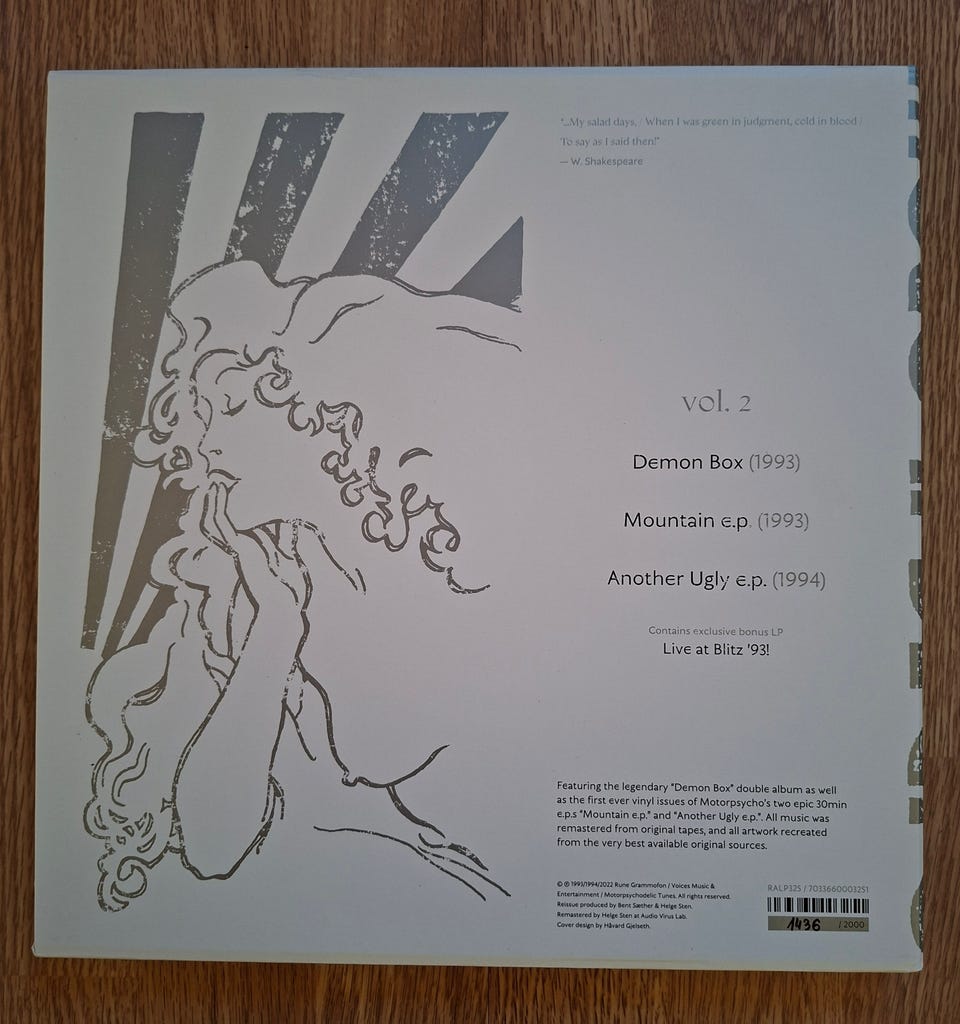 "...My salad days, / When I was green in judgment, cold in blood /
To say as I said then!"
— W. Shakespeare
vol. 2
Demon Box (1993)
Mountain e.p. (1993)
Another Ugly e.p. (1994)
Contains exclusive bonus LP
Live at Blitz '93!
Featuring the legendary "Demon Box" double album as well
as the first ever vinyl issues of Motorpsycho's two epic 30min
e.p.s "Mountain e.p." and "Another Ugly e.p.". All music was
remastered from original tapes, and all artwork recreated
from the very best available original sources.
© ℗ 1993/1994/2022 Rune Grammofon / Voices Music &
Entertainment / Motorpsychodelic Tunes. All rights reserved.
Reissue produced by Bent Sæther & Helge Sten.
Remastered by Helge Sten at Audio Virus Lab.
Cover design by Håvard Gjelseth.
RALP325 / 7033660003251
1436 / 2000